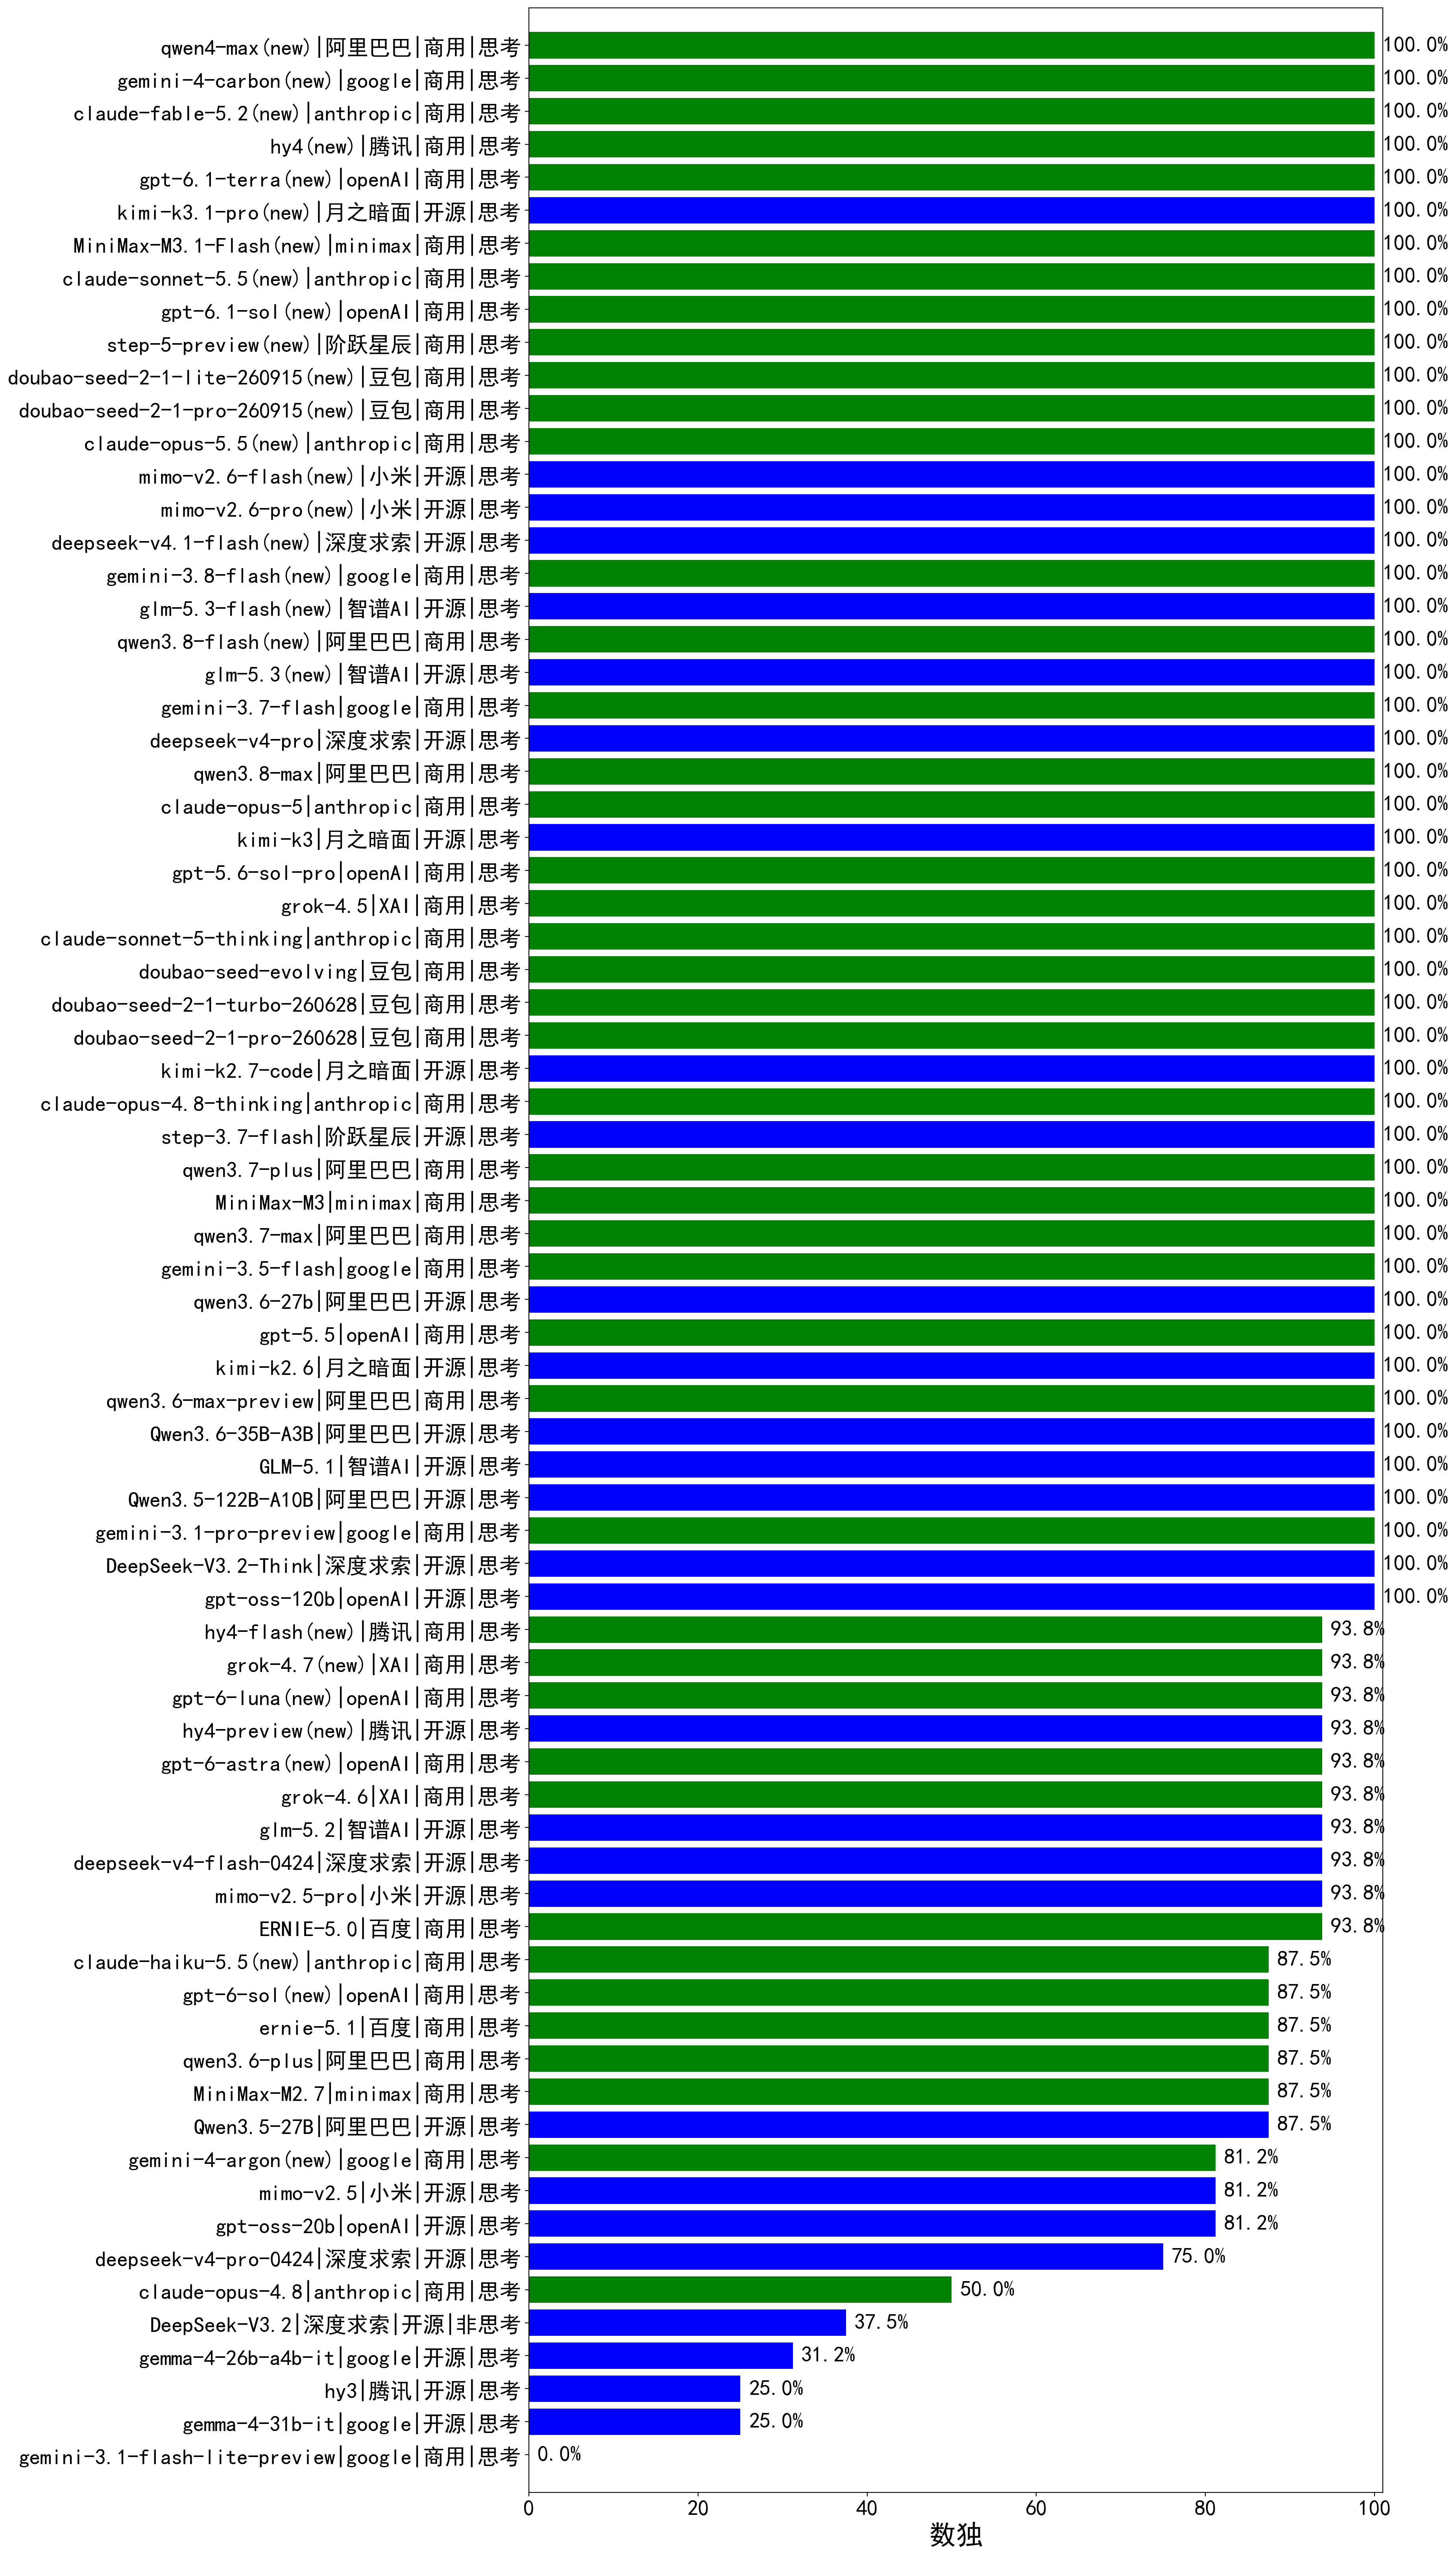 qwen4-max(new)|阿里巴巴|商用|思考 100.0%
gemini-4-carbon(new)|google|商用|思考 100.0%
claude-fable-5.2(new)|anthropic|商用|思考 100.0%
hy4(new)|腾讯|商用|思考 100.0%
gpt-6.1-terra(new)|openAI|商用|思考 100.0%
kimi-k3.1-pro(new)|月之暗面|开源|思考 100.0%
MiniMax-M3.1-Flash(new)|minimax|商用|思考 100.0%
claude-sonnet-5.5(new)|anthropic|商用|思考 100.0%
gpt-6.1-sol(new)|openAI|商用|思考 100.0%
step-5-preview(new)|阶跃星辰|商用|思考 100.0%
doubao-seed-2-1-lite-260915(new)|豆包|商用|思考 100.0%
doubao-seed-2-1-pro-260915(new)|豆包|商用|思考 100.0%
claude-opus-5.5(new)|anthropic|商用|思考 100.0%
mimo-v2.6-flash(new)|小米|开源|思考 100.0%
mimo-v2.6-pro(new)|小米|开源|思考 100.0%
deepseek-v4.1-flash(new)|深度求索|开源|思考 100.0%
gemini-3.8-flash(new)|google|商用|思考 100.0%
glm-5.3-flash(new)|智谱AI|开源|思考 100.0%
qwen3.8-flash(new)|阿里巴巴|商用|思考 100.0%
glm-5.3(new)|智谱AI|开源|思考 100.0%
gemini-3.7-flash|google|商用|思考 100.0%
deepseek-v4-pro|深度求索|开源|思考 100.0%
qwen3.8-max|阿里巴巴|商用|思考 100.0%
claude-opus-5|anthropic|商用|思考 100.0%
kimi-k3|月之暗面|开源|思考 100.0%
gpt-5.6-sol-pro|openAI|商用|思考 100.0%
grok-4.5|XAI|商用|思考 100.0%
claude-sonnet-5-thinking|anthropic|商用|思考 100.0%
doubao-seed-evolving|豆包|商用|思考 100.0%
doubao-seed-2-1-turbo-260628|豆包|商用|思考 100.0%
doubao-seed-2-1-pro-260628|豆包|商用|思考 100.0%
kimi-k2.7-code|月之暗面|开源|思考 100.0%
claude-opus-4.8-thinking|anthropic|商用|思考 100.0%
step-3.7-flash|阶跃星辰|开源|思考 100.0%
qwen3.7-plus|阿里巴巴|商用|思考 100.0%
MiniMax-M3|minimax|商用|思考 100.0%
qwen3.7-max|阿里巴巴|商用|思考 100.0%
gemini-3.5-flash|google|商用|思考 100.0%
qwen3.6-27b|阿里巴巴|开源|思考 100.0%
gpt-5.5|openAI|商用|思考 100.0%
kimi-k2.6|月之暗面|开源|思考 100.0%
qwen3.6-max-preview|阿里巴巴|商用|思考 100.0%
Qwen3.6-35B-A3B|阿里巴巴|开源|思考 100.0%
GLM-5.1|智谱AI|开源|思考 100.0%
Qwen3.5-122B-A10B|阿里巴巴|开源|思考 100.0%
gemini-3.1-pro-preview|google|商用|思考 100.0%
DeepSeek-V3.2-Think|深度求索|开源|思考 100.0%
gpt-oss-120b|openAI|开源|思考 100.0%
hy4-flash(new)|腾讯|商用|思考 93.8%
grok-4.7(new)|XAI|商用|思考 93.8%
gpt-6-luna(new)|openAI|商用|思考 93.8%
hy4-preview(new)|腾讯|开源|思考 93.8%
gpt-6-astra(new)|openAI|商用|思考 93.8%
grok-4.6|XAI|商用|思考 93.8%
glm-5.2|智谱AI|开源|思考 93.8%
deepseek-v4-flash-0424|深度求索|开源|思考 93.8%
mimo-v2.5-pro|小米|开源|思考 93.8%
ERNIE-5.0|百度|商用|思考 93.8%
claude-haiku-5.5(new)|anthropic|商用|思考 87.5%
gpt-6-sol(new)|openAI|商用|思考 87.5%
ernie-5.1|百度|商用|思考 87.5%
qwen3.6-plus|阿里巴巴|商用|思考 87.5%
MiniMax-M2.7|minimax|商用|思考 87.5%
Qwen3.5-27B|阿里巴巴|开源|思考 87.5%
gemini-4-argon(new)|google|商用|思考 81.2%
mimo-v2.5|小米|开源|思考 81.2%
gpt-oss-20b|openAI|开源|思考 81.2%
deepseek-v4-pro-0424|深度求索|开源|思考 75.0%
claude-opus-4.8|anthropic|商用|思考 50.0%
DeepSeek-V3.2|深度求索|开源|非思考 37.5%
gemma-4-26b-a4b-it|google|开源|思考 31.2%
hy3|腾讯|开源|思考 25.0%
gemma-4-31b-it|google|开源|思考 25.0%
gemini-3.1-flash-lite-preview|google|商用|思考 0.0%
0 20 40 60 80 100
数独